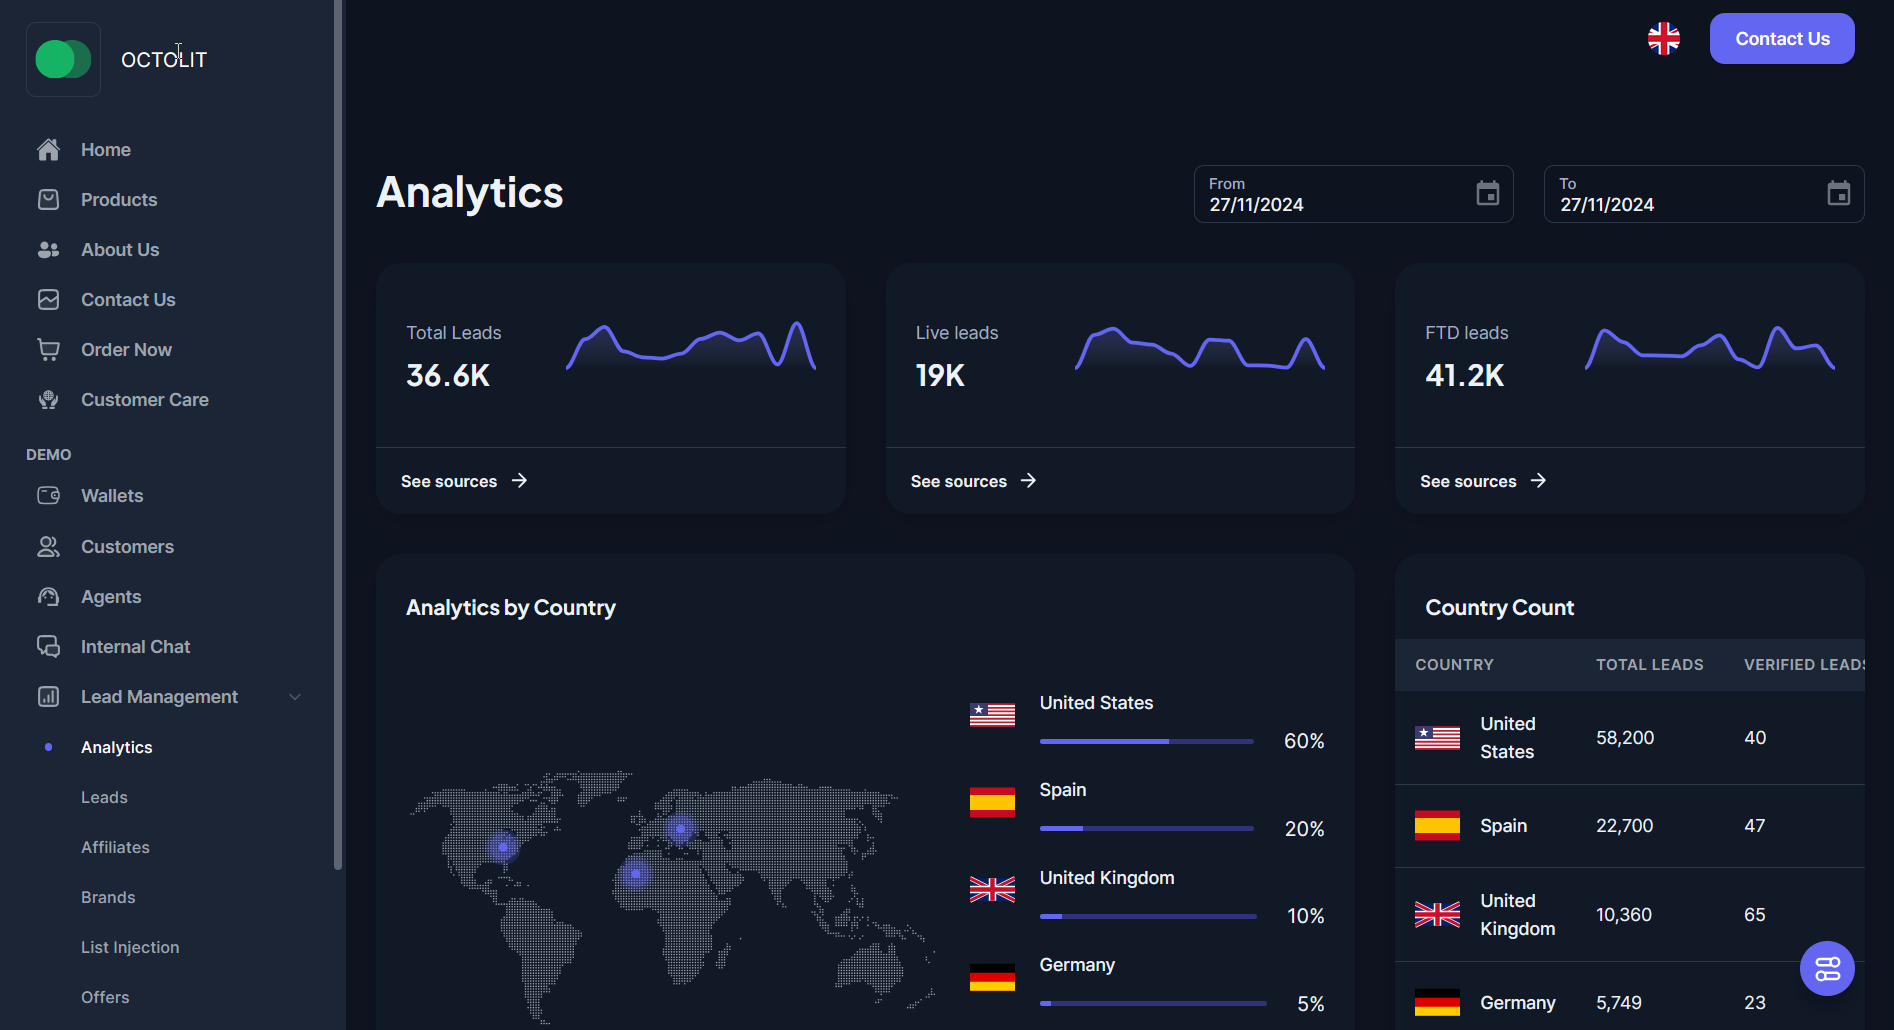 OCTOLIT
Home
Products
About Us
Contact Us
Order Now
Customer Care
DEMO
Wallets
Customers
Agents
Internal Chat
Lead Management
Analytics
Leads
Affiliates
Brands
List Injection
Offers
Contact Us
Analytics
From
27/11/2024
To
27/11/2024
Total Leads
36.6K
See sources
Live leads
19K
See sources
FTD leads
41.2K
See sources
Analytics by Country
United States
60%
Spain
20%
United Kingdom
10%
Germany
5%
Country Count
COUNTRY TOTAL LEADS VERIFIED LEADS
United
States
58,200 40
Spain 22,700 47
United
Kingdom
10,360 65
Germany 5,749 23